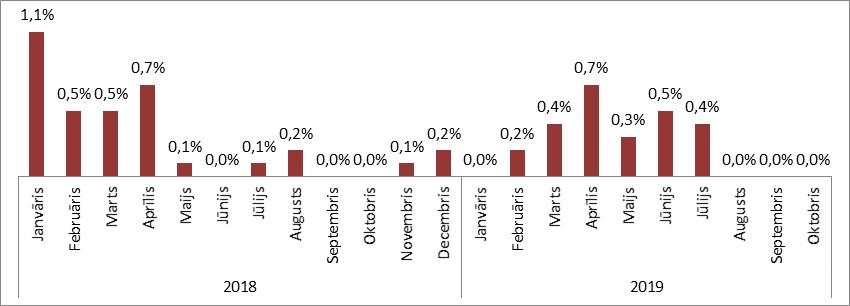 1,1%
0,5%
0,5%
0,7%
0,1%
0,0%
0,1%
0,2%
0,0%
0,0%
0,1%
0,2%
0,0%
0,2%
0,4%
0,7%
0,3%
0,5%
0,4%
0,0%
0,0%
0,0%
Janvāris
Februāris
Marts
Aprīlis
Maijs
Jūnijs
Jūlijs
Augusts
Septembris
Oktobris
Novembris
Decembris
Janvāris
Februāris
Marts
Aprīlis
Maijs
Jūnijs
Jūlijs
Augusts
Septembris
Oktobris
2018
2019